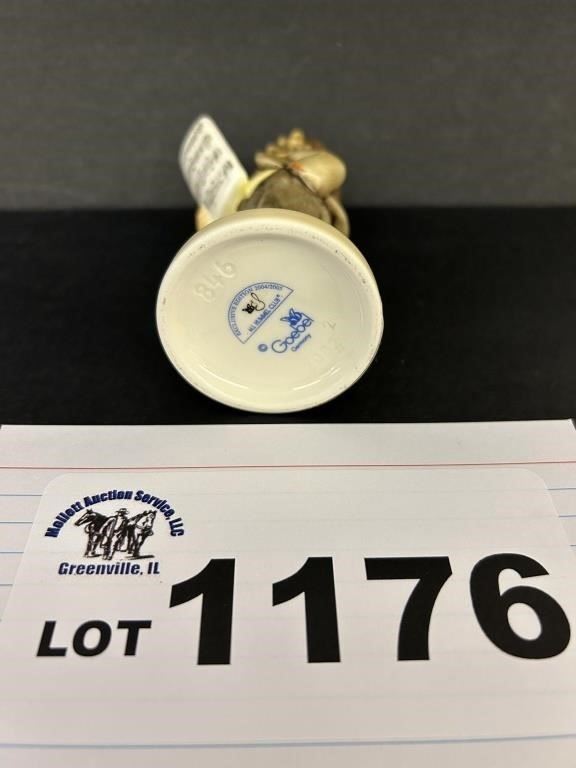 846
EXCLUSIVE EDITION 2004/2005
M.I. HUMMEL CLUB®
© Goebel
Germany
Mollett Auction Service, LLC
Greenville, IL
LOT 1176